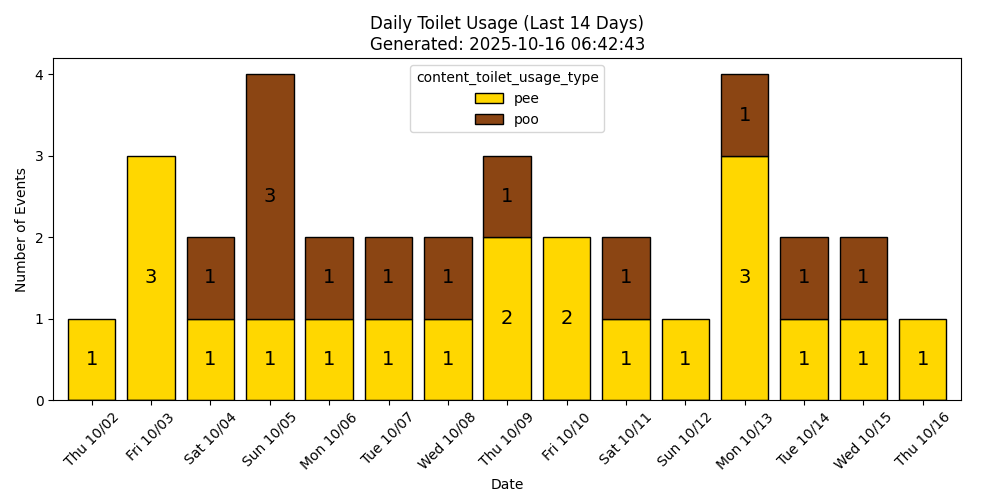 Daily Toilet Usage (Last 14 Days)
Generated: 2025-10-16 06:42:43
content_toilet_usage_type
pee
poo
Number of Events
4
3
2
1
0
1
3
1
1
3
1
1
1
1
1
1
1
1
2
2
1
1
1
1
3
1
1
1
1
1
Thu 10/02
Fri 10/03
Sat 10/04
Sun 10/05
Mon 10/06
Tue 10/07
Wed 10/08
Thu 10/09
Fri 10/10
Sat 10/11
Sun 10/12
Mon 10/13
Tue 10/14
Wed 10/15
Thu 10/16
Date